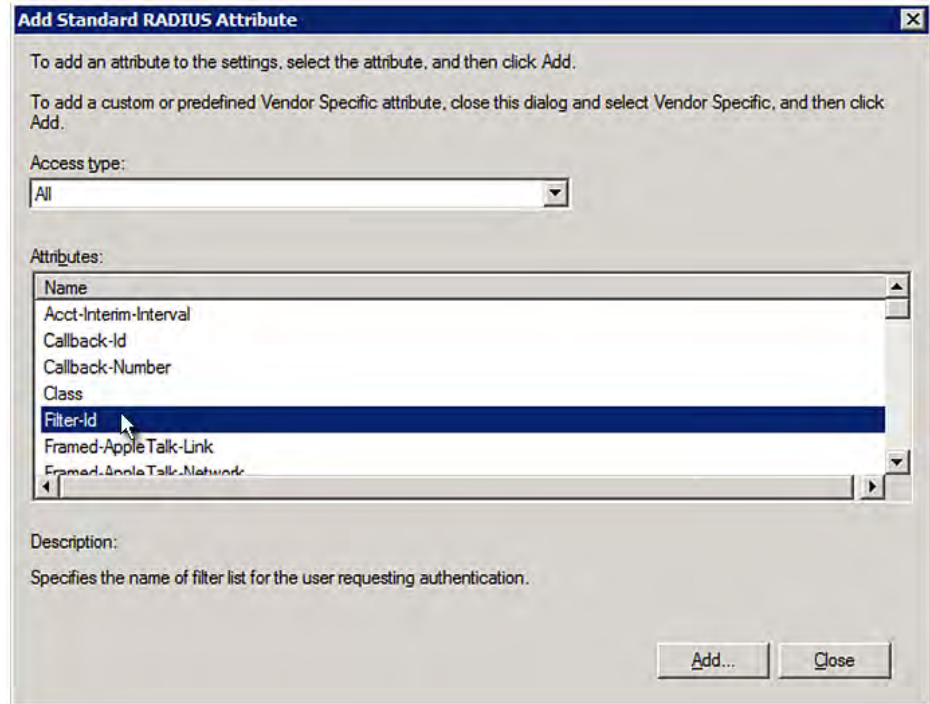 Add Standard RADIUS Attribute
To add an attribute to the settings, select the attribute, and then click Add.
To add a custom or predefined Vendor Specific attribute, close this dialog and select Vendor Specific, and then click
Add.
Access type:
All
Attributes:
Name
Acct-Interim-Interval
Callback-Id
Callback-Number
Class
Filter-Id
Framed-AppleTalk-Link
Framed-AppleTalk-Network
Description:
Specifies the name of filter list for the user requesting authentication.
Add... Close